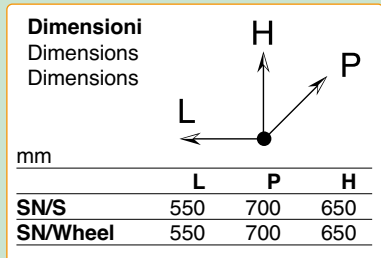 Dimensioni
Dimensions
Dimensions
H
P
L
mm
L P H
SN/S 550 700 650
SN/Wheel 550 700 650